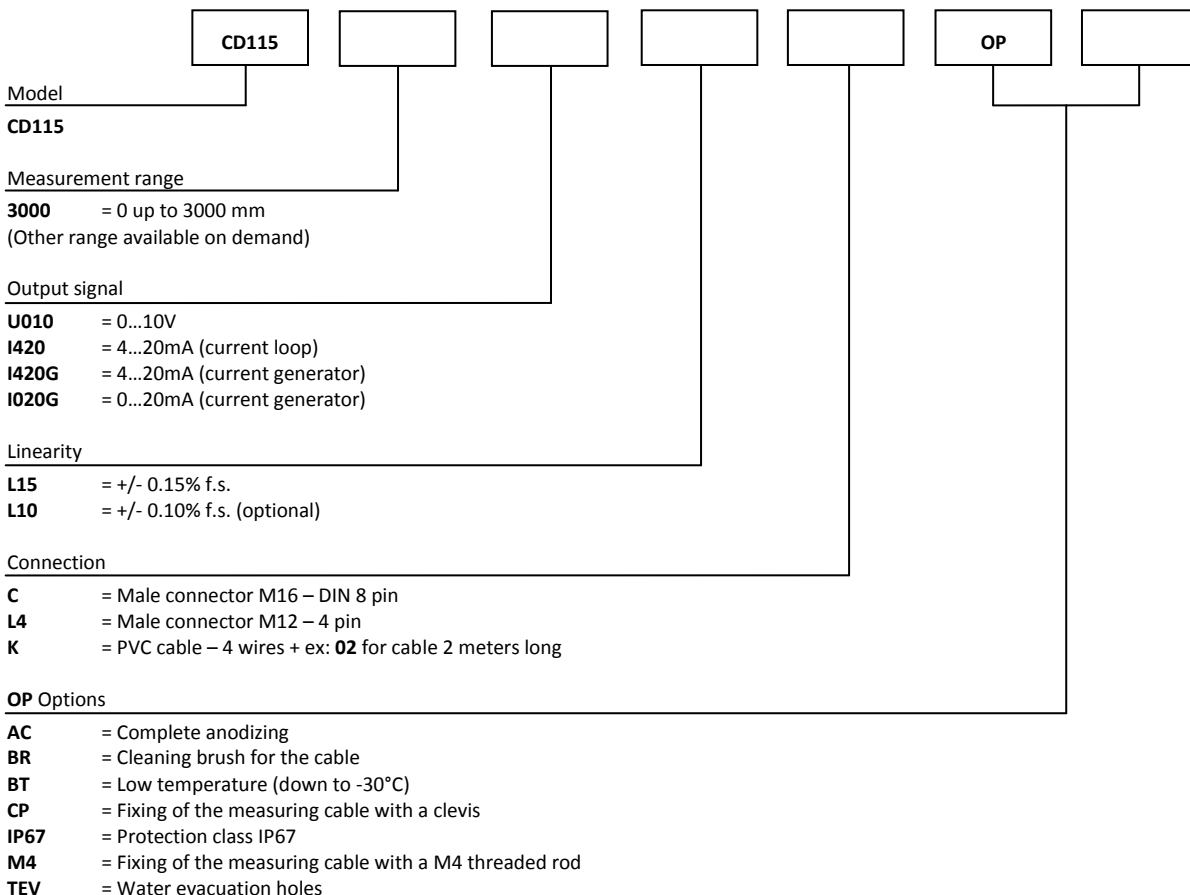 CD115 OP
Model
CD115
Measurement range
3000 = 0 up to 3000 mm
(Other range available on demand)
Output signal
U010 = 0...10V
I420 = 4...20mA (current loop)
I420G = 4...20mA (current generator)
I020G = 0...20mA (current generator)
Linearity
L15 = +/- 0.15% f.s.
L10 = +/- 0.10% f.s. (optional)
Connection
C = Male connector M16 – DIN 8 pin
L4 = Male connector M12 – 4 pin
K = PVC cable – 4 wires + ex: 02 for cable 2 meters long
OP Options
AC = Complete anodizing
BR = Cleaning brush for the cable
BT = Low temperature (down to -30°C)
CP = Fixing of the measuring cable with a clevis
IP67 = Protection class IP67
M4 = Fixing of the measuring cable with a M4 threaded rod
TEV = Water evacuation holes